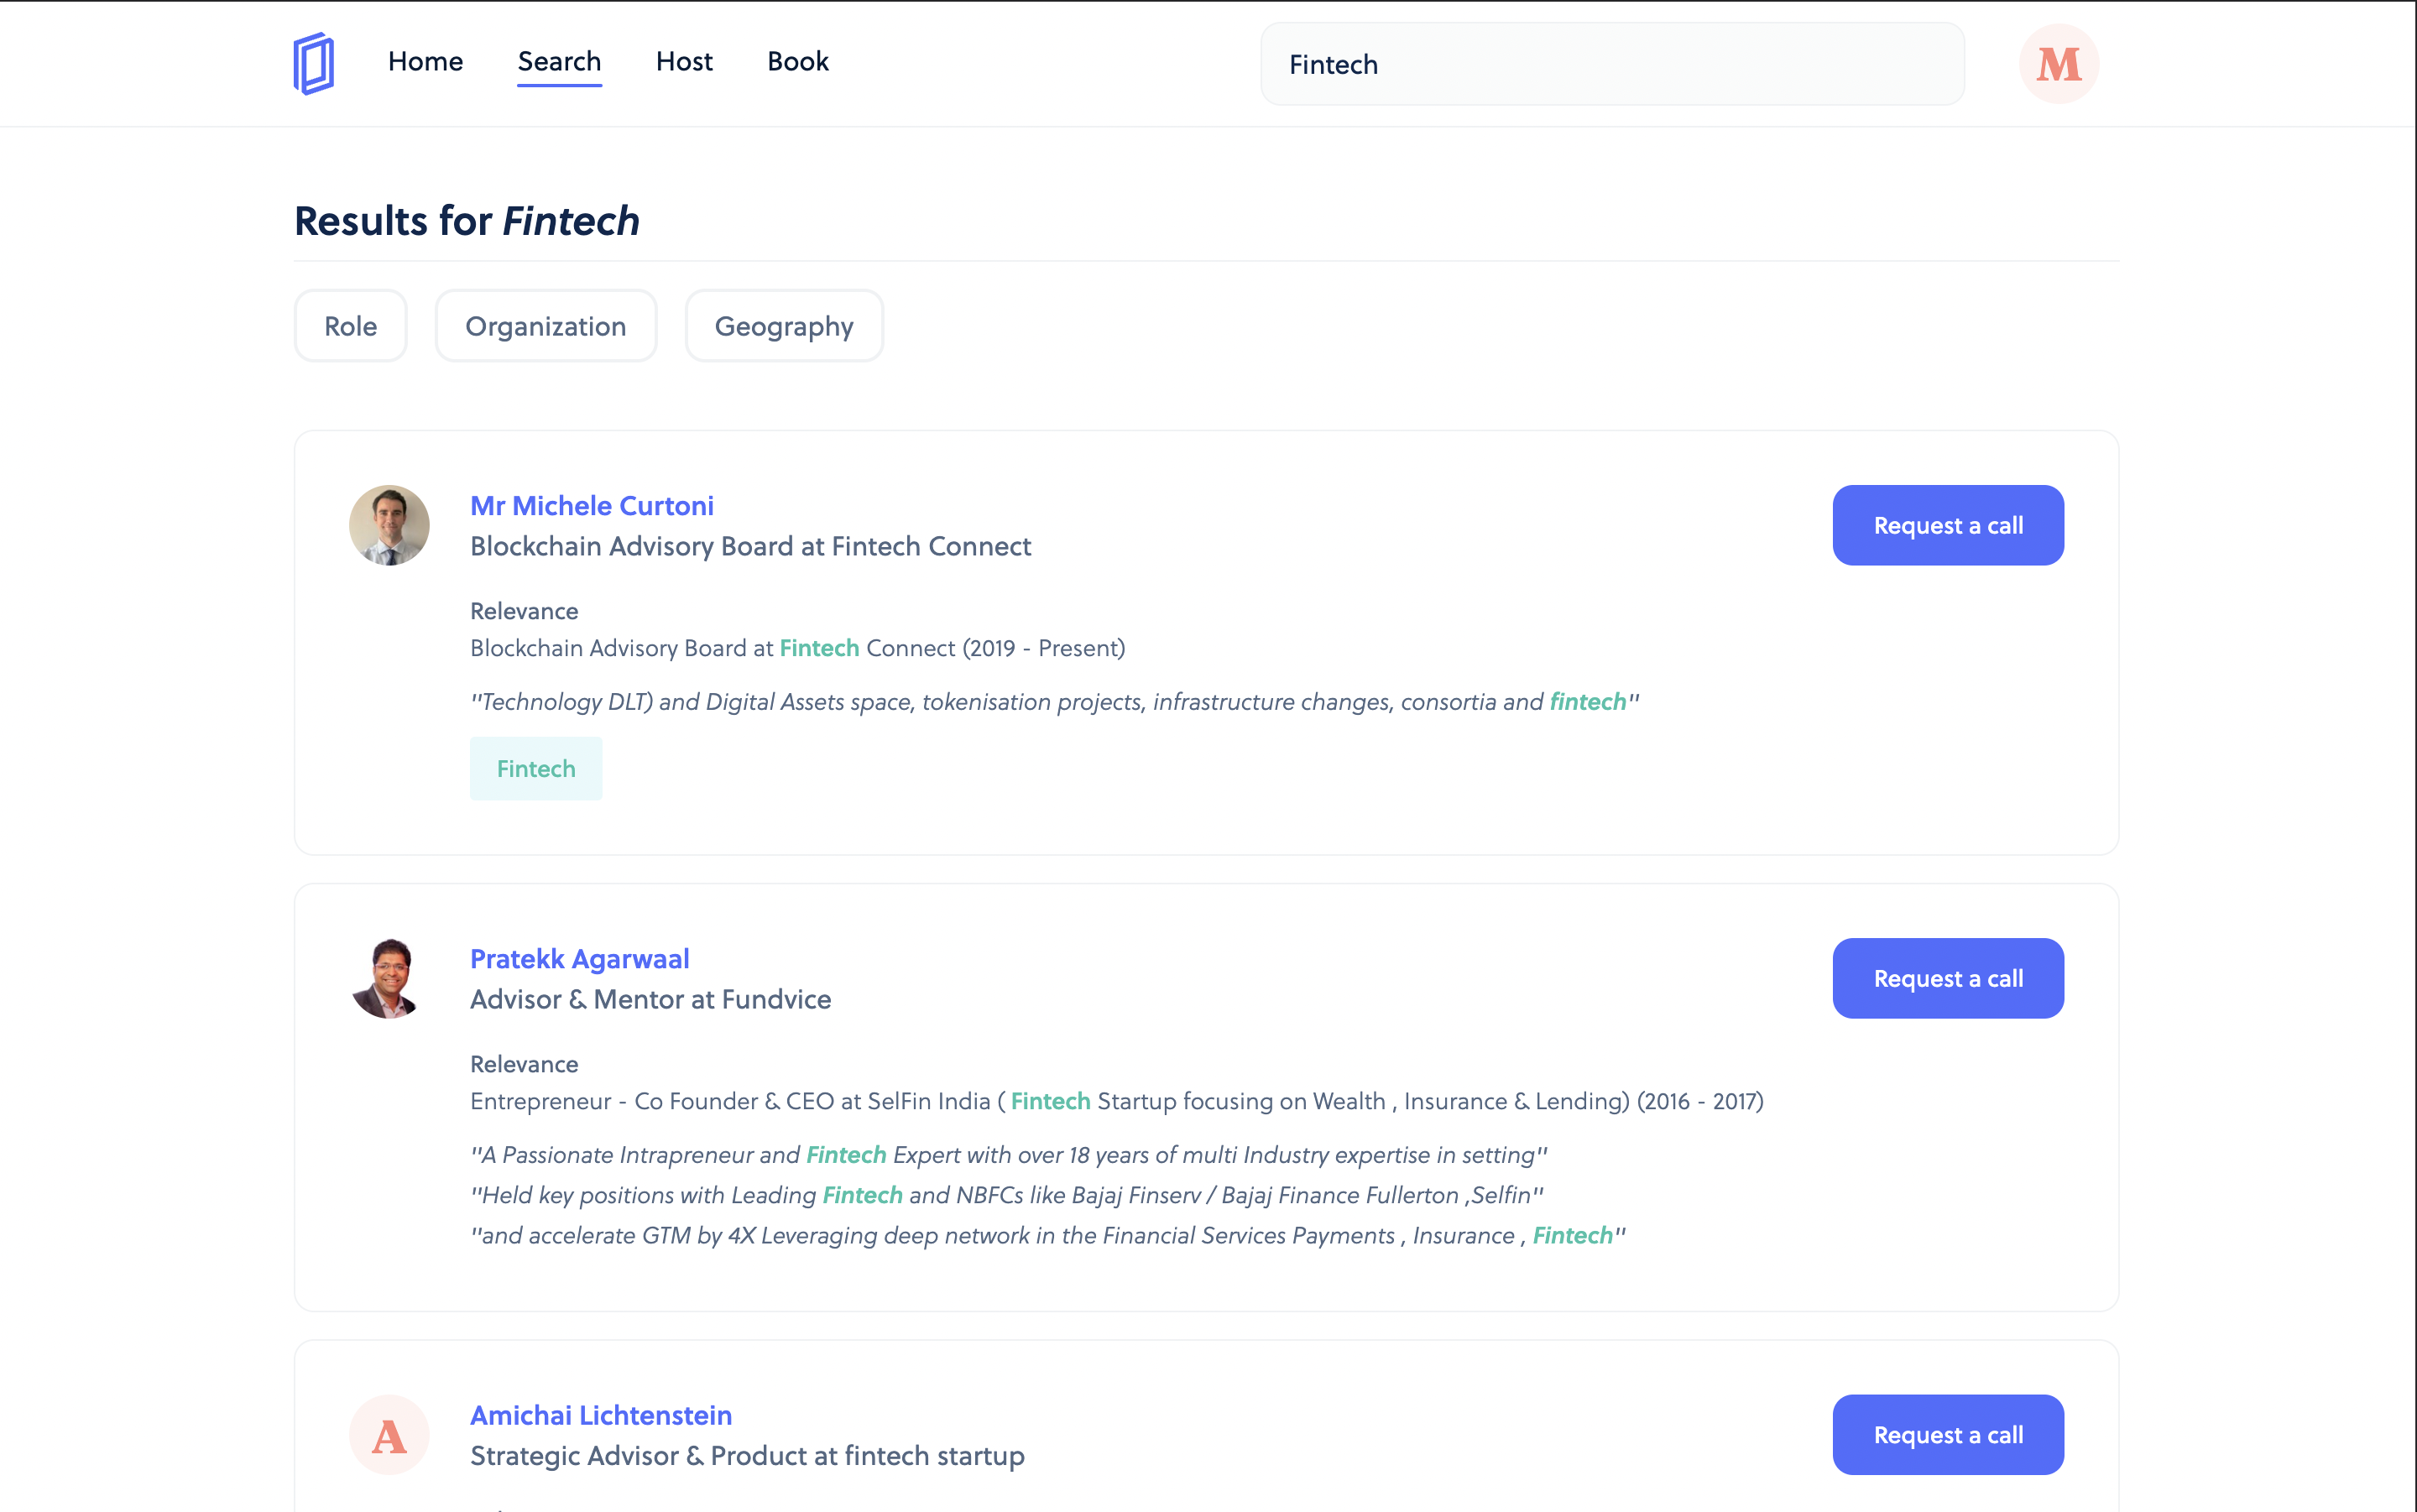 Home Search Host Book
Fintech
M
Results for Fintech
Role Organization Geography
Mr Michele Curtoni
Blockchain Advisory Board at Fintech Connect
Request a call
Relevance
Blockchain Advisory Board at Fintech Connect (2019 - Present)
"Technology DLT) and Digital Assets space, tokenisation projects, infrastructure changes, consortia and fintech"
Fintech
Pratekk Agarwaal
Advisor & Mentor at Fundvice
Request a call
Relevance
Entrepreneur - Co Founder & CEO at SelFin India ( Fintech Startup focusing on Wealth , Insurance & Lending) (2016 - 2017)
"A Passionate Intrapreneur and Fintech Expert with over 18 years of multi Industry expertise in setting"
"Held key positions with Leading Fintech and NBFCs like Bajaj Finserv / Bajaj Finance Fullerton ,Selfin"
"and accelerate GTM by 4X Leveraging deep network in the Financial Services Payments , Insurance , Fintech"
A
Amichai Lichtenstein
Strategic Advisor & Product at fintech startup
Request a call